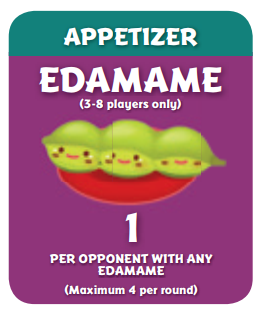 APPETIZER
EDAMAME
(3-8 players only)
1
PER OPPONENT WITH ANY
EDAMAME
(Maximum 4 per round)